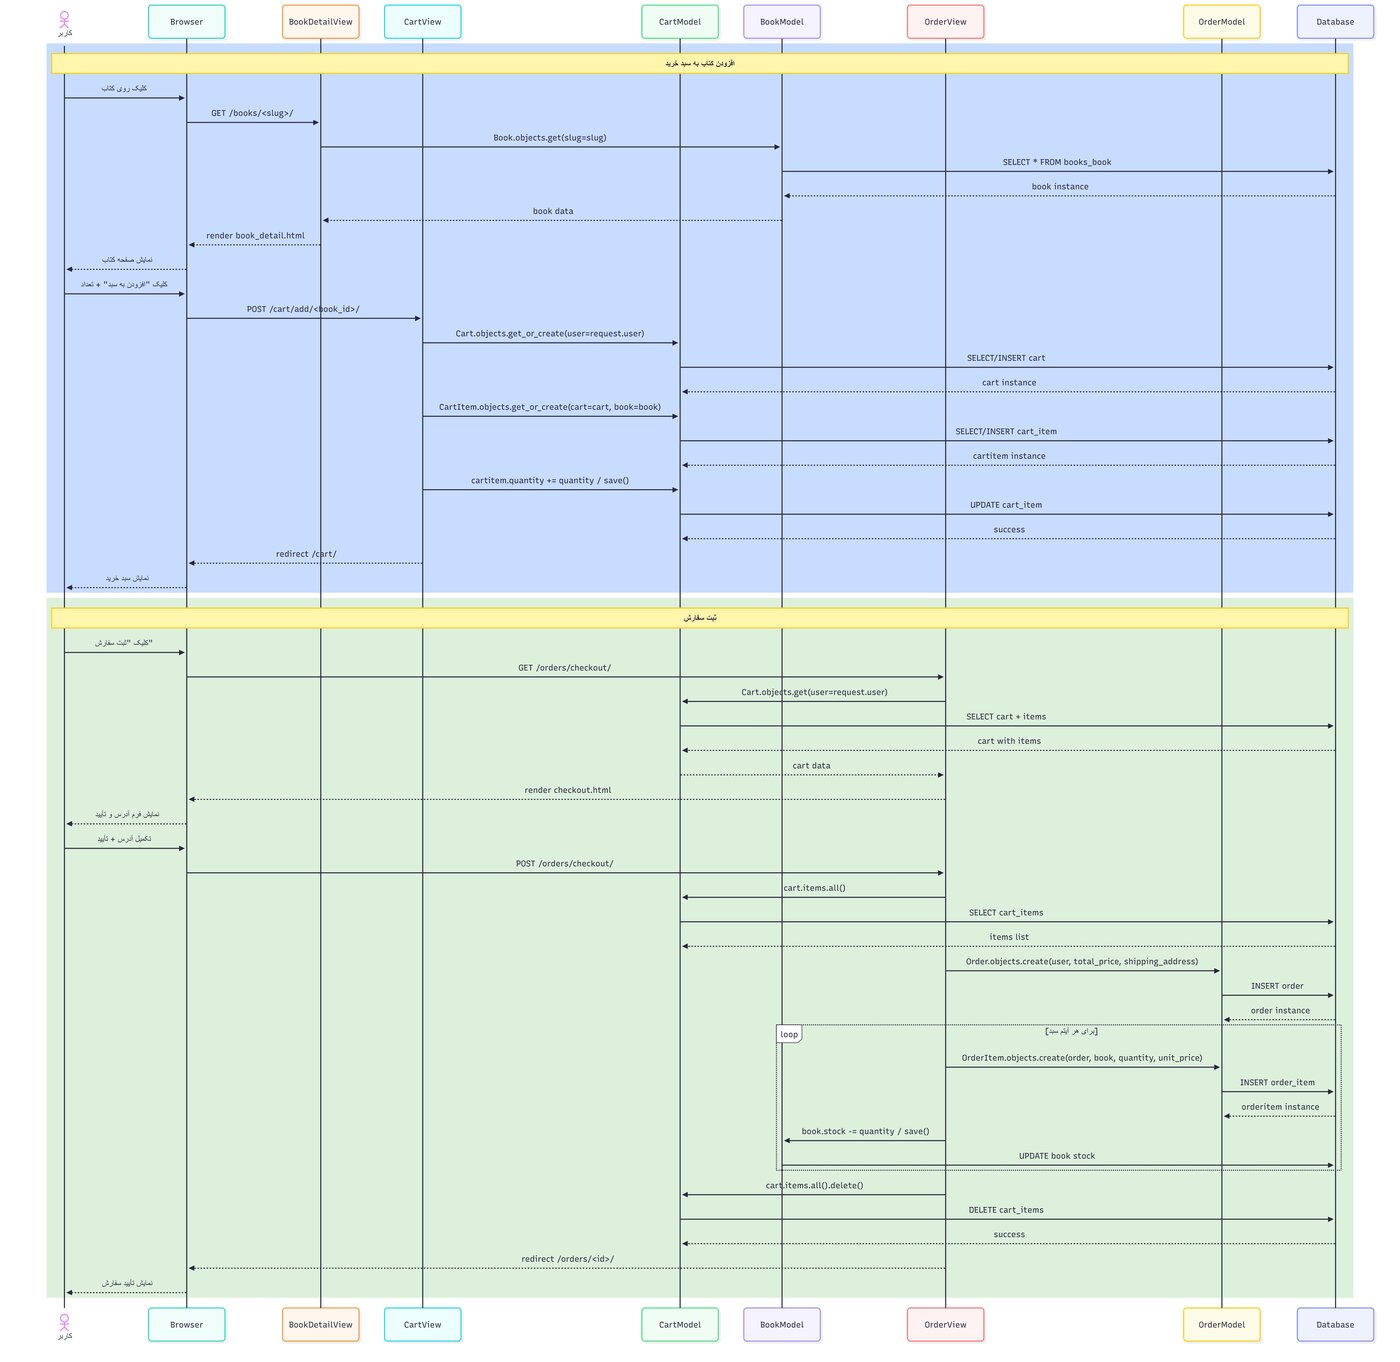 کاربر
Browser
BookDetailView
CartView
CartModel
BookModel
OrderView
OrderModel
Database
افزودن کتاب به سبد خرید
کلیک روی کتاب
GET /books/<slug>/
Book.objects.get(slug=slug)
SELECT * FROM books_book
book instance
book data
render book_detail.html
نمایش صفحه کتاب
کلیک "افزودن به سبد" + تعداد
POST /cart/add/<book_id>/
Cart.objects.get_or_create(user=request.user)
SELECT/INSERT cart
cart instance
CartItem.objects.get_or_create(cart=cart, book=book)
SELECT/INSERT cart_item
cartitem instance
cartitem.quantity += quantity / save()
UPDATE cart_item
success
redirect /cart/
نمایش سبد خرید
ثبت سفارش
کلیک "ثبت سفارش"
GET /orders/checkout/
Cart.objects.get(user=request.user)
SELECT cart + items
cart with items
cart data
render checkout.html
نمایش فرم آدرس و تأیید
تکمیل آدرس + تأیید
POST /orders/checkout/
cart.items.all()
SELECT cart_items
items list
Order.objects.create(user, total_price, shipping_address)
INSERT order
order instance
loop
[برای هر آیتم سبد]
OrderItem.objects.create(order, book, quantity, unit_price)
INSERT order_item
orderitem instance
book.stock -= quantity / save()
UPDATE book stock
cart.items.all().delete()
DELETE cart_items
success
redirect /orders/<id>/
نمایش تأیید سفارش
کاربر
Browser
BookDetailView
CartView
CartModel
BookModel
OrderView
OrderModel
Database